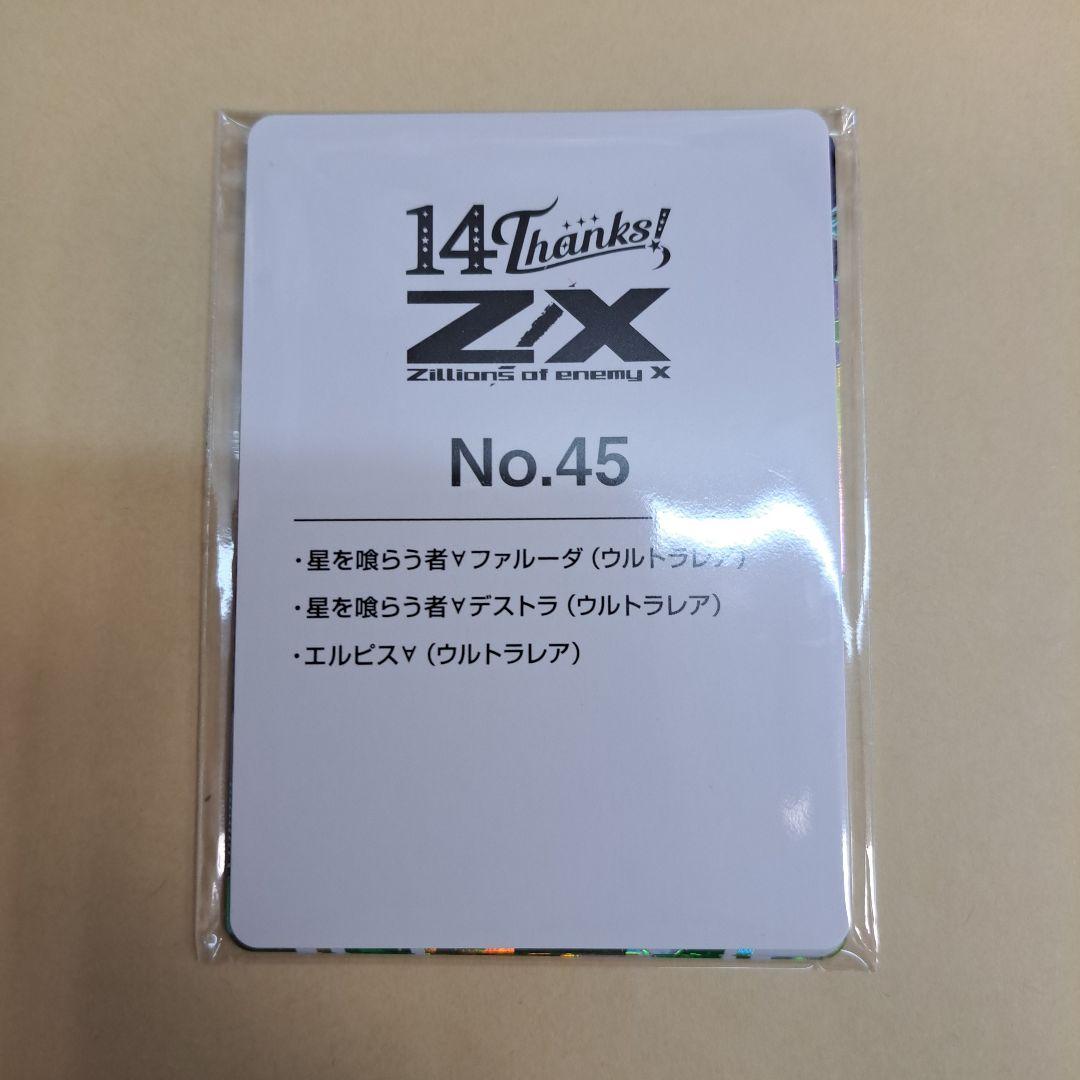 14 Thanks!
Z/X
Zillions of enemy X
No.45
・星を喰らう者∀ファルーダ（ウルトラレア）
・星を喰らう者∀デストラ（ウルトラレア）
・エルピス∀（ウルトラレア）